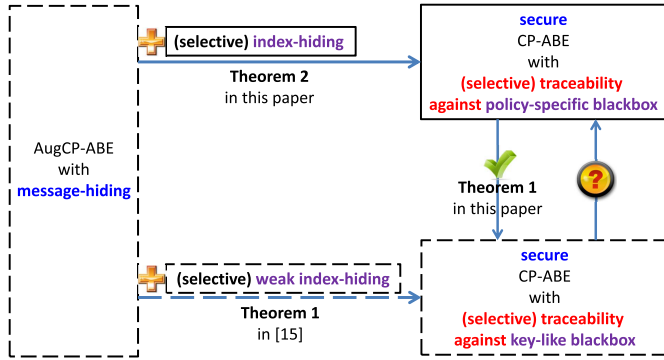 (selective) index-hiding
Theorem 2
in this paper
secure
CP-ABE
with
(selective) traceability
against policy-specific blackbox
AugCP-ABE
with
message-hiding
?
Theorem 1
in this paper
(selective) weak index-hiding
Theorem 1
in [15]
secure
CP-ABE
with
(selective) traceability
against key-like blackbox